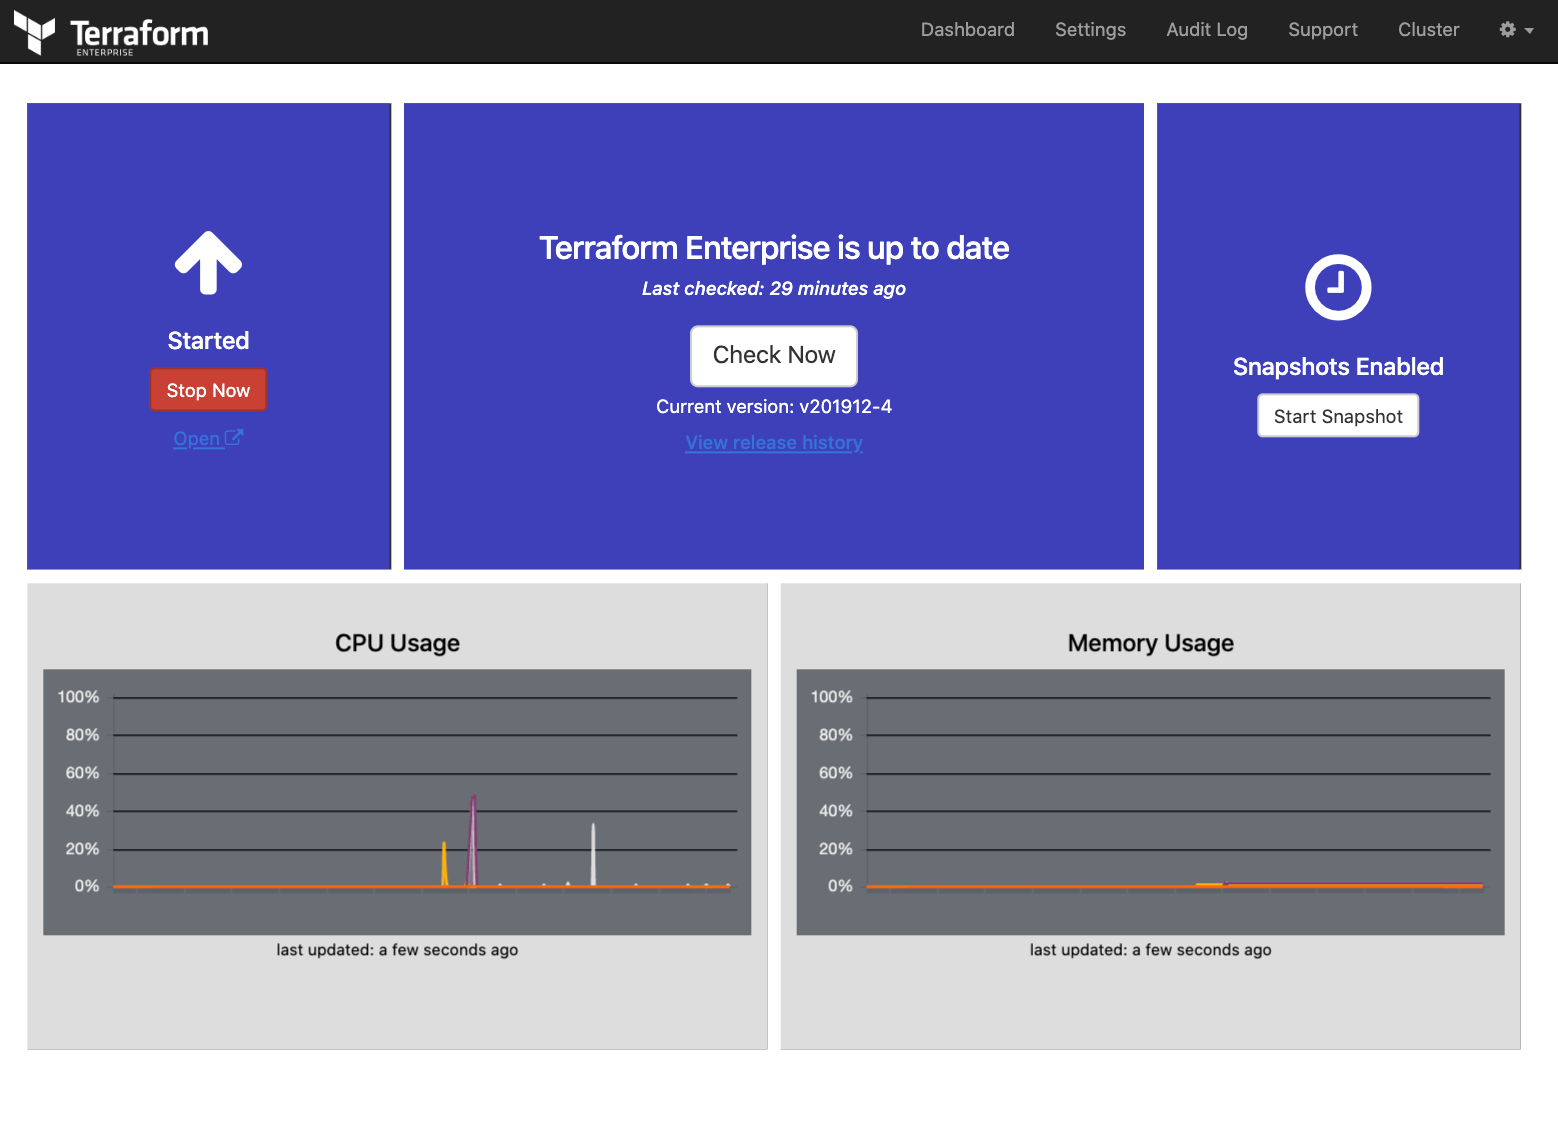 Terraform
ENTERPRISE
Dashboard Settings Audit Log Support Cluster
Started
Stop Now
Open
Terraform Enterprise is up to date
Last checked: 29 minutes ago
Check Now
Current version: v201912-4
View release history
Snapshots Enabled
Start Snapshot
CPU Usage
100%
80%
60%
40%
20%
0%
last updated: a few seconds ago
Memory Usage
100%
80%
60%
40%
20%
0%
last updated: a few seconds ago